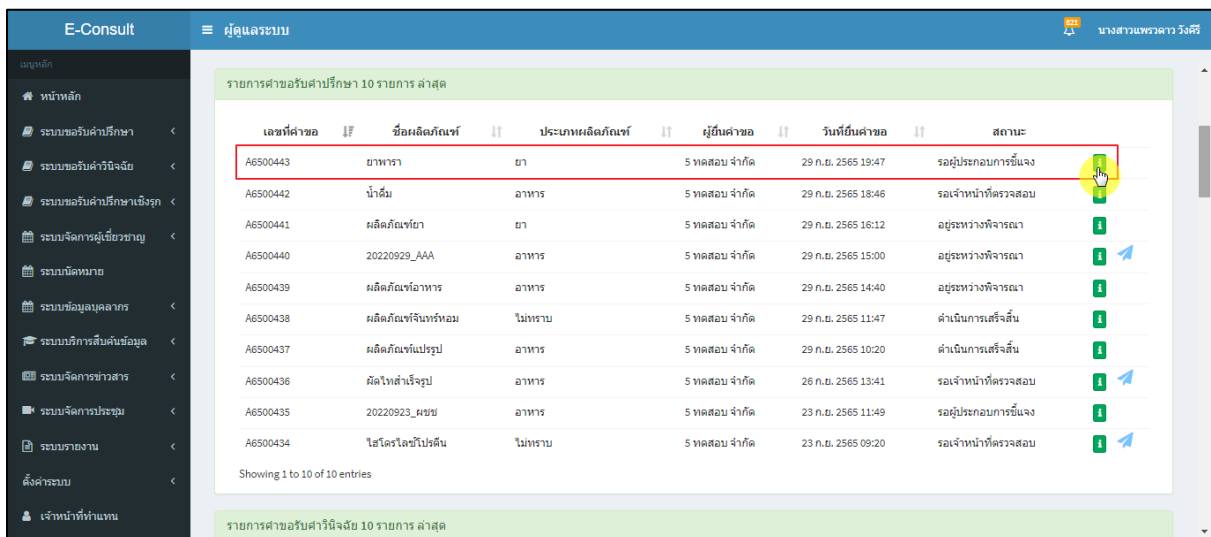 E-Consult
ผู้ดูแลระบบ
821
นางสาวแพรวดาว วังคีรี
เมนูหลัก
หน้าหลัก
ระบบขอรับคำปรึกษา
ระบบขอรับคำวินิจฉัย
ระบบขอรับคำปรึกษาเชิงรุก
ระบบจัดการผู้เชี่ยวชาญ
ระบบนัดหมาย
ระบบข้อมูลบุคลากร
ระบบบริการสืบค้นข้อมูล
ระบบจัดการข่าวสาร
ระบบจัดการประชุม
ระบบรายงาน
ตั้งค่าระบบ
เจ้าหน้าที่ทำแทน
รายการคำขอรับคำปรึกษา 10 รายการ ล่าสุด
เลขที่คำขอ ชื่อผลิตภัณฑ์ ประเภทผลิตภัณฑ์ ผู้ยื่นคำขอ วันที่ยื่นคำขอ สถานะ
A6500443 ยาพารา ยา 5 ทดสอบ จำกัด 29 ก.ย. 2565 19:47 รอผู้ประกอบการชี้แจง
A6500442 น้ำดื่ม อาหาร 5 ทดสอบ จำกัด 29 ก.ย. 2565 18:46 รอเจ้าหน้าที่ตรวจสอบ
A6500441 ผลิตภัณฑ์ยา ยา 5 ทดสอบ จำกัด 29 ก.ย. 2565 16:12 อยู่ระหว่างพิจารณา
A6500440 20220929_AAA อาหาร 5 ทดสอบ จำกัด 29 ก.ย. 2565 15:00 อยู่ระหว่างพิจารณา
A6500439 ผลิตภัณฑ์อาหาร อาหาร 5 ทดสอบ จำกัด 29 ก.ย. 2565 14:40 อยู่ระหว่างพิจารณา
A6500438 ผลิตภัณฑ์จันทร์หอม ไม่ทราบ 5 ทดสอบ จำกัด 29 ก.ย. 2565 11:47 ดำเนินการเสร็จสิ้น
A6500437 ผลิตภัณฑ์แปรรูป อาหาร 5 ทดสอบ จำกัด 29 ก.ย. 2565 10:20 ดำเนินการเสร็จสิ้น
A6500436 ผัดไทสำเร็จรูป อาหาร 5 ทดสอบ จำกัด 26 ก.ย. 2565 13:41 รอเจ้าหน้าที่ตรวจสอบ
A6500435 20220923_ผชช อาหาร 5 ทดสอบ จำกัด 23 ก.ย. 2565 11:49 รอผู้ประกอบการชี้แจง
A6500434 ไฮโดรไลซ์โปรตีน ไม่ทราบ 5 ทดสอบ จำกัด 23 ก.ย. 2565 09:20 รอเจ้าหน้าที่ตรวจสอบ
Showing 1 to 10 of 10 entries
รายการคำขอรับคำวินิจฉัย 10 รายการ ล่าสุด